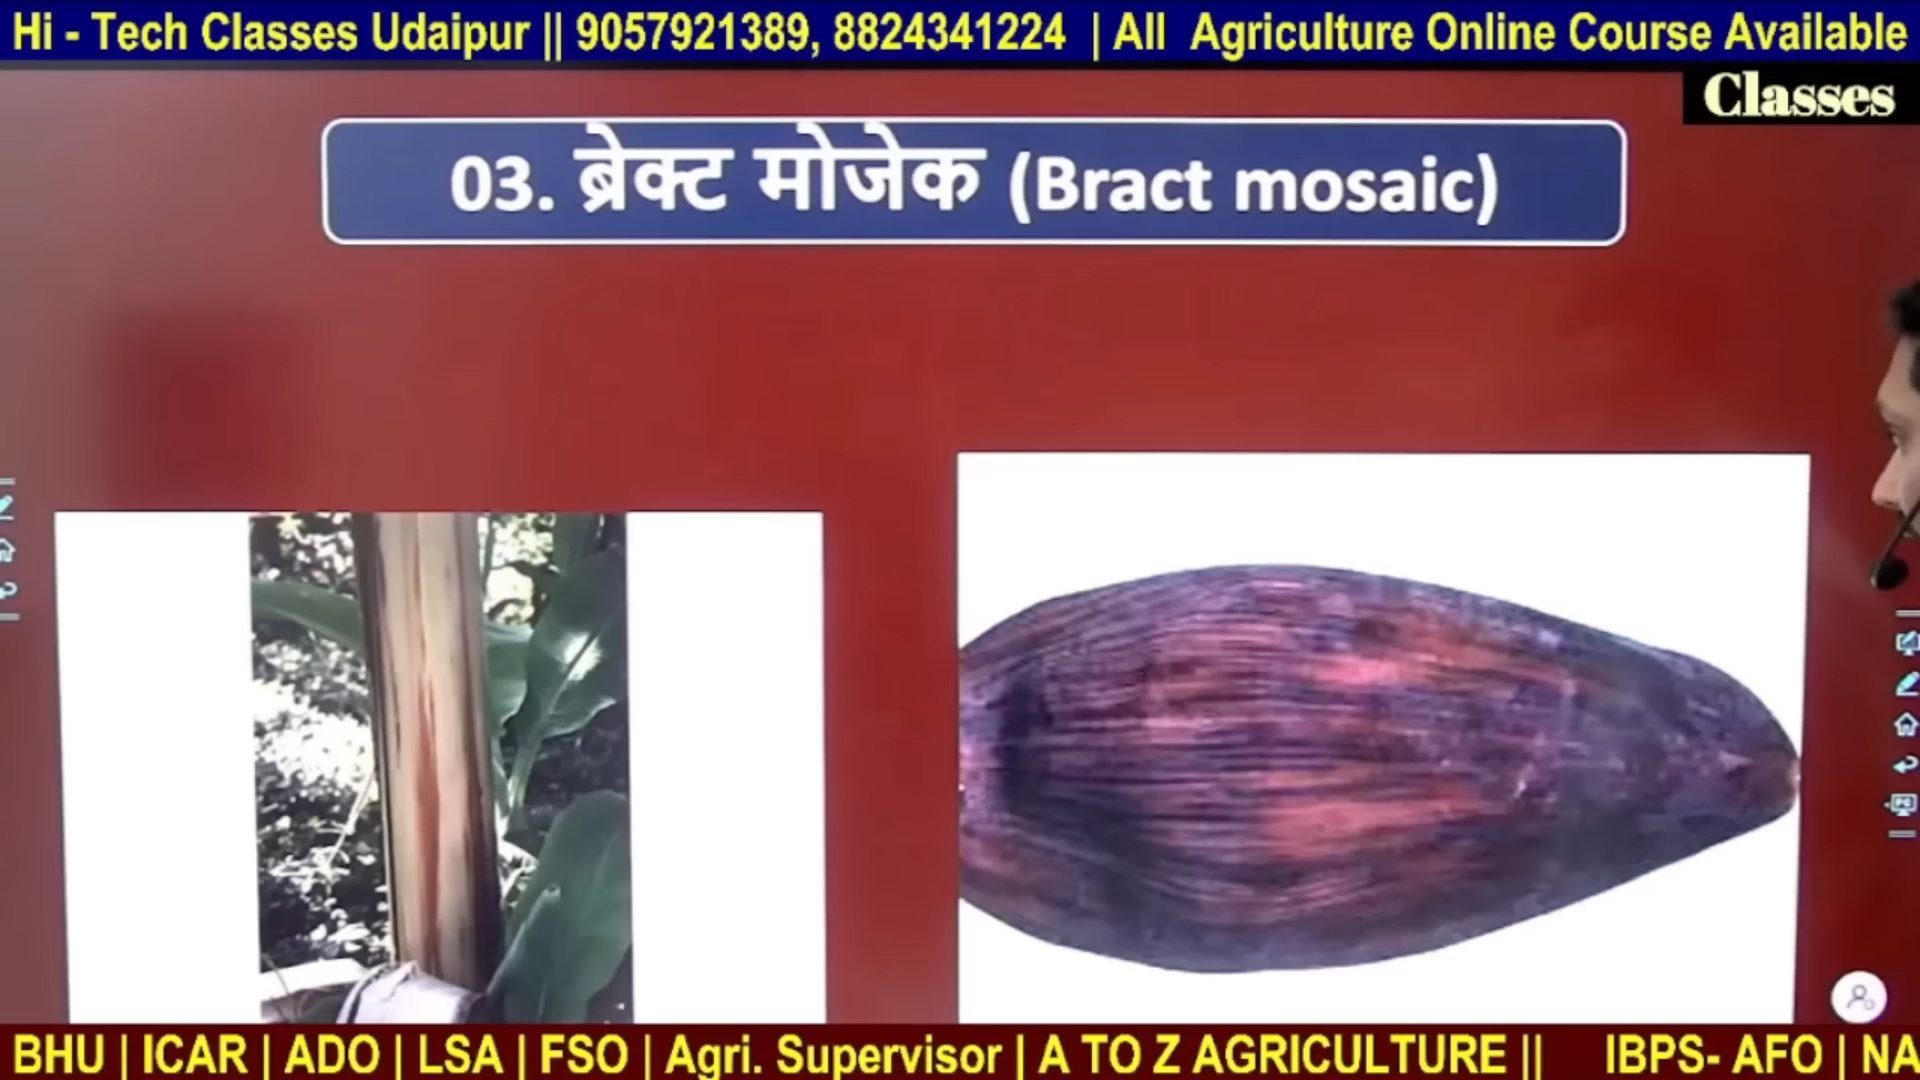 Hi - Tech Classes Udaipur || 9057921389, 8824341224 | All Agriculture Online Course Available
Classes
03. ब्रेक्ट मोजेक (Bract mosaic)
BHU | ICAR | ADO | LSA | FSO | Agri. Supervisor | A TO Z AGRICULTURE || IBPS- AFO | NA